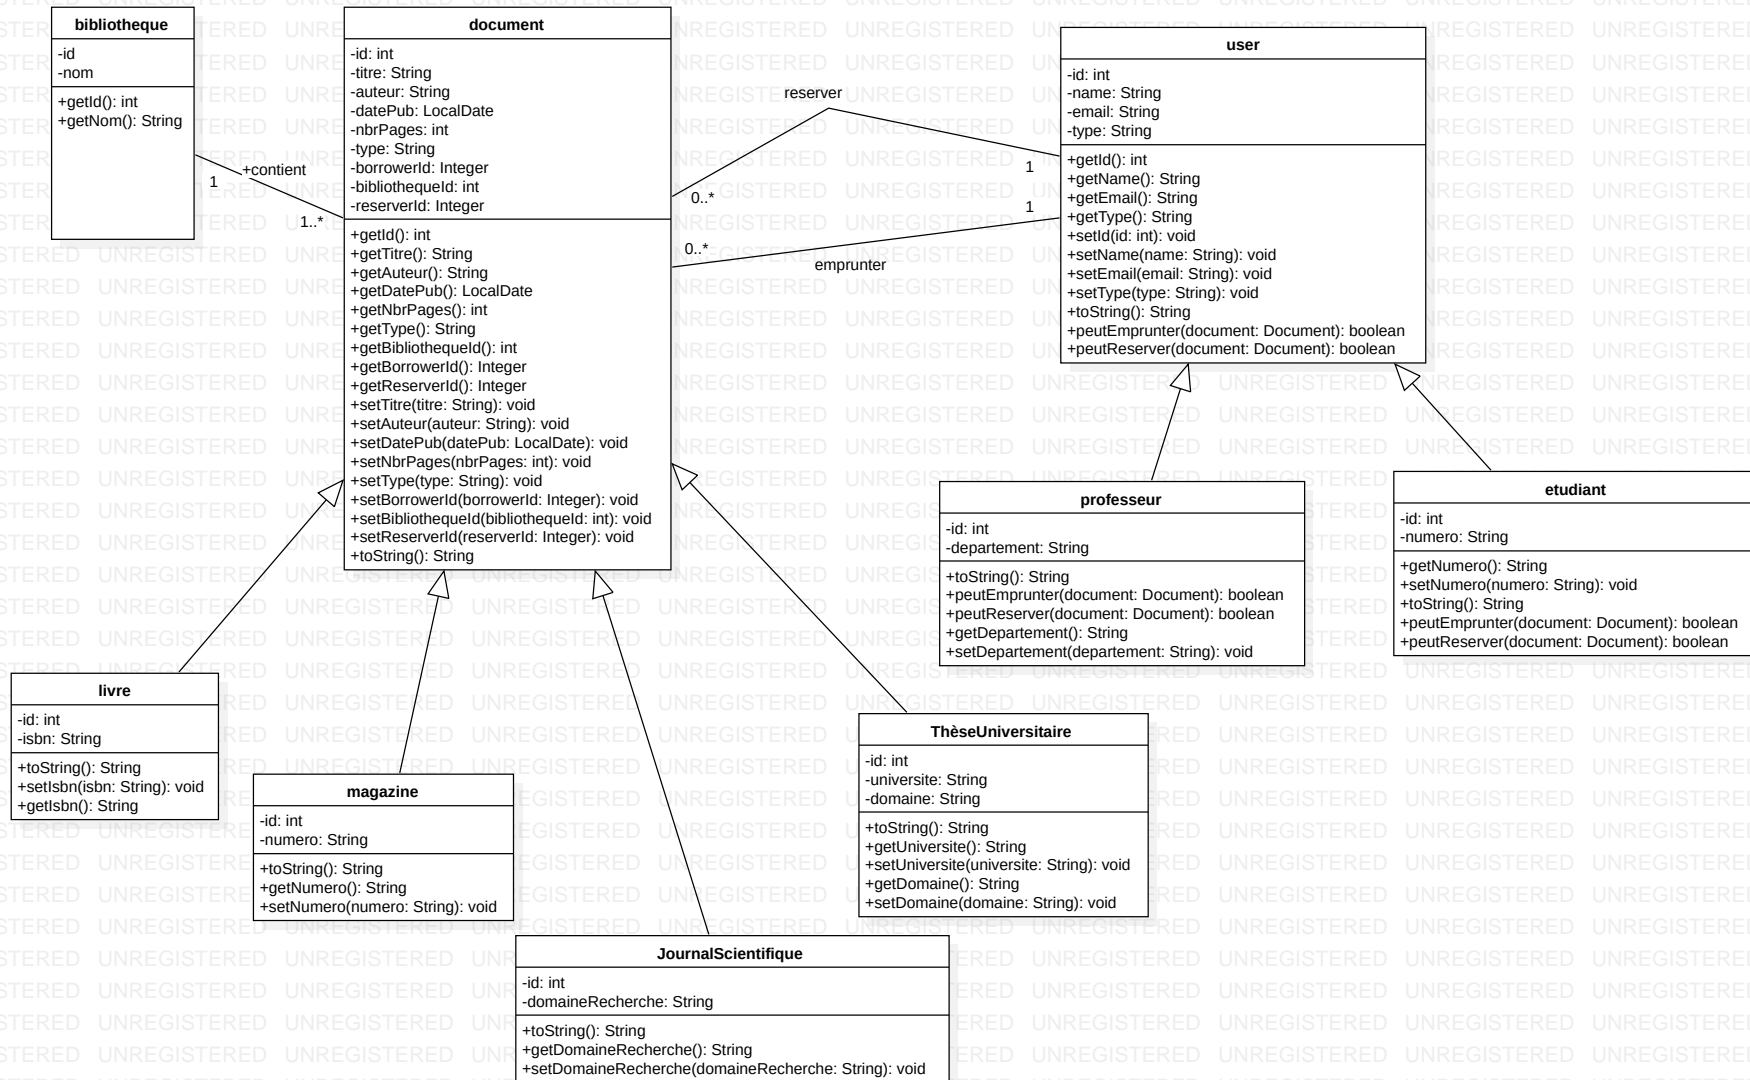 bibliotheque
-id
-nom
+getId(): int
+getNom(): String
document
-id: int
-titre: String
-auteur: String
-datePub: LocalDate
-nbrPages: int
-type: String
-borrowerId: Integer
-bibliothequeId: int
-reserverId: Integer
+getId(): int
+getTitre(): String
+getAuteur(): String
+getDatePub(): LocalDate
+getNbrPages(): int
+getType(): String
+getBibliothequeId(): int
+getBorrowerId(): Integer
+getReserverId(): Integer
+setTitre(titre: String): void
+setAuteur(auteur: String): void
+setDatePub(datePub: LocalDate): void
+setNbrPages(nbrPages: int): void
+setType(type: String): void
+setBorrowerId(borrowerId: Integer): void
+setBibliothequeId(bibliothequeId: int): void
+setReserverId(reserverId: Integer): void
+toString(): String
+contient
1
1..*
reserver
1
0..*
1
0..*
emprunter
user
-id: int
-name: String
-email: String
-type: String
+getId(): int
+getName(): String
+getEmail(): String
+getType(): String
+setId(id: int): void
+setName(name: String): void
+setEmail(email: String): void
+setType(type: String): void
+toString(): String
+peutEmprunter(document: Document): boolean
+peutReserver(document: Document): boolean
professeur
-id: int
-departement: String
+toString(): String
+peutEmprunter(document: Document): boolean
+peutReserver(document: Document): boolean
+getDepartement(): String
+setDepartement(departement: String): void
etudiant
-id: int
-numero: String
+getNumero(): String
+setNumero(numero: String): void
+toString(): String
+peutEmprunter(document: Document): boolean
+peutReserver(document: Document): boolean
livre
-id: int
-isbn: String
+toString(): String
+setIsbn(isbn: String): void
+getIsbn(): String
magazine
-id: int
-numero: String
+toString(): String
+getNumero(): String
+setNumero(numero: String): void
ThèseUniversitaire
-id: int
-universite: String
-domaine: String
+toString(): String
+getUniversite(): String
+setUniversite(universite: String): void
+getDomaine(): String
+setDomaine(domaine: String): void
JournalScientifique
-id: int
-domaineRecherche: String
+toString(): String
+getDomaineRecherche(): String
+setDomaineRecherche(domaineRecherche: String): void
UNREGISTERED